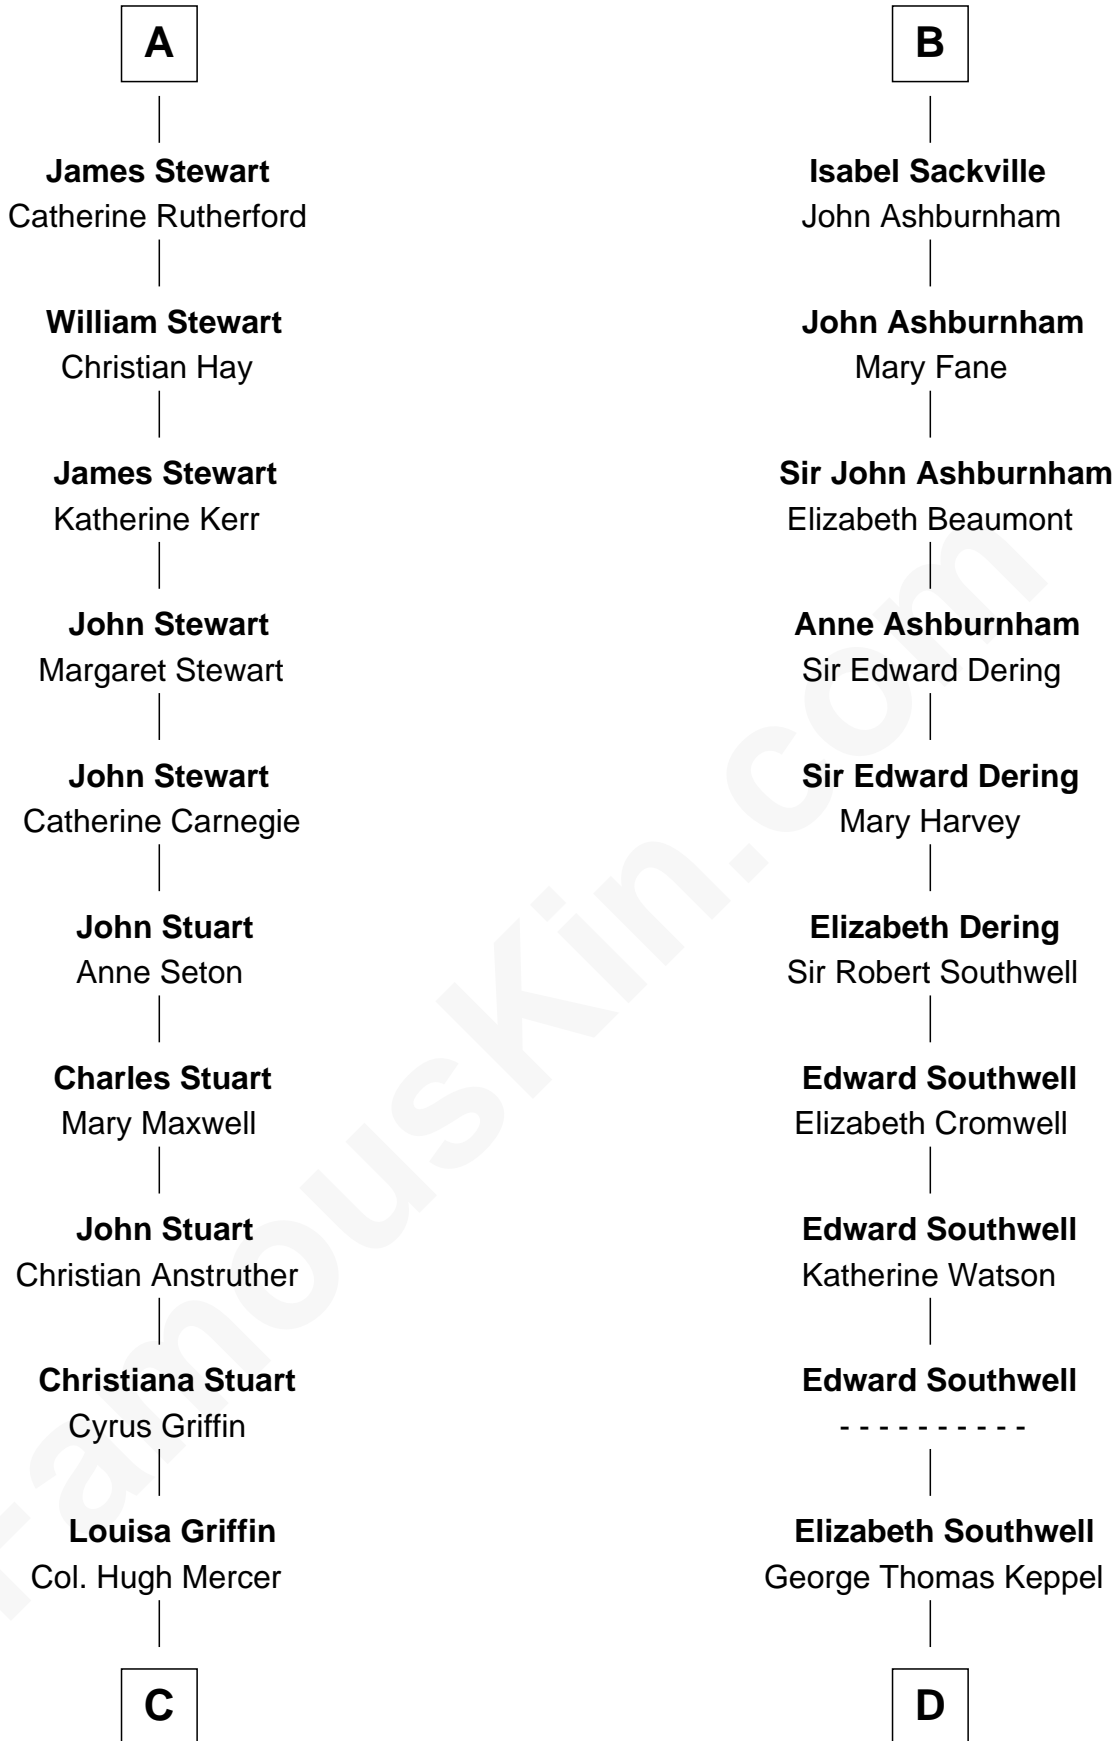 A
James Stewart
Catherine Rutherford
William Stewart
Christian Hay
James Stewart
Katherine Kerr
John Stewart
Margaret Stewart
John Stewart
Catherine Carnegie
John Stuart
Anne Seton
Charles Stuart
Mary Maxwell
John Stuart
Christian Anstruther
Christiana Stuart
Cyrus Griffin
Louisa Griffin
Col. Hugh Mercer
C
B
Isabel Sackville
John Ashburnham
John Ashburnham
Mary Fane
Sir John Ashburnham
Elizabeth Beaumont
Anne Ashburnham
Sir Edward Dering
Sir Edward Dering
Mary Harvey
Elizabeth Dering
Sir Robert Southwell
Edward Southwell
Elizabeth Cromwell
Edward Southwell
Katherine Watson
Edward Southwell
- - - - - - - - - -
Elizabeth Southwell
George Thomas Keppel
D
FamousKin.com